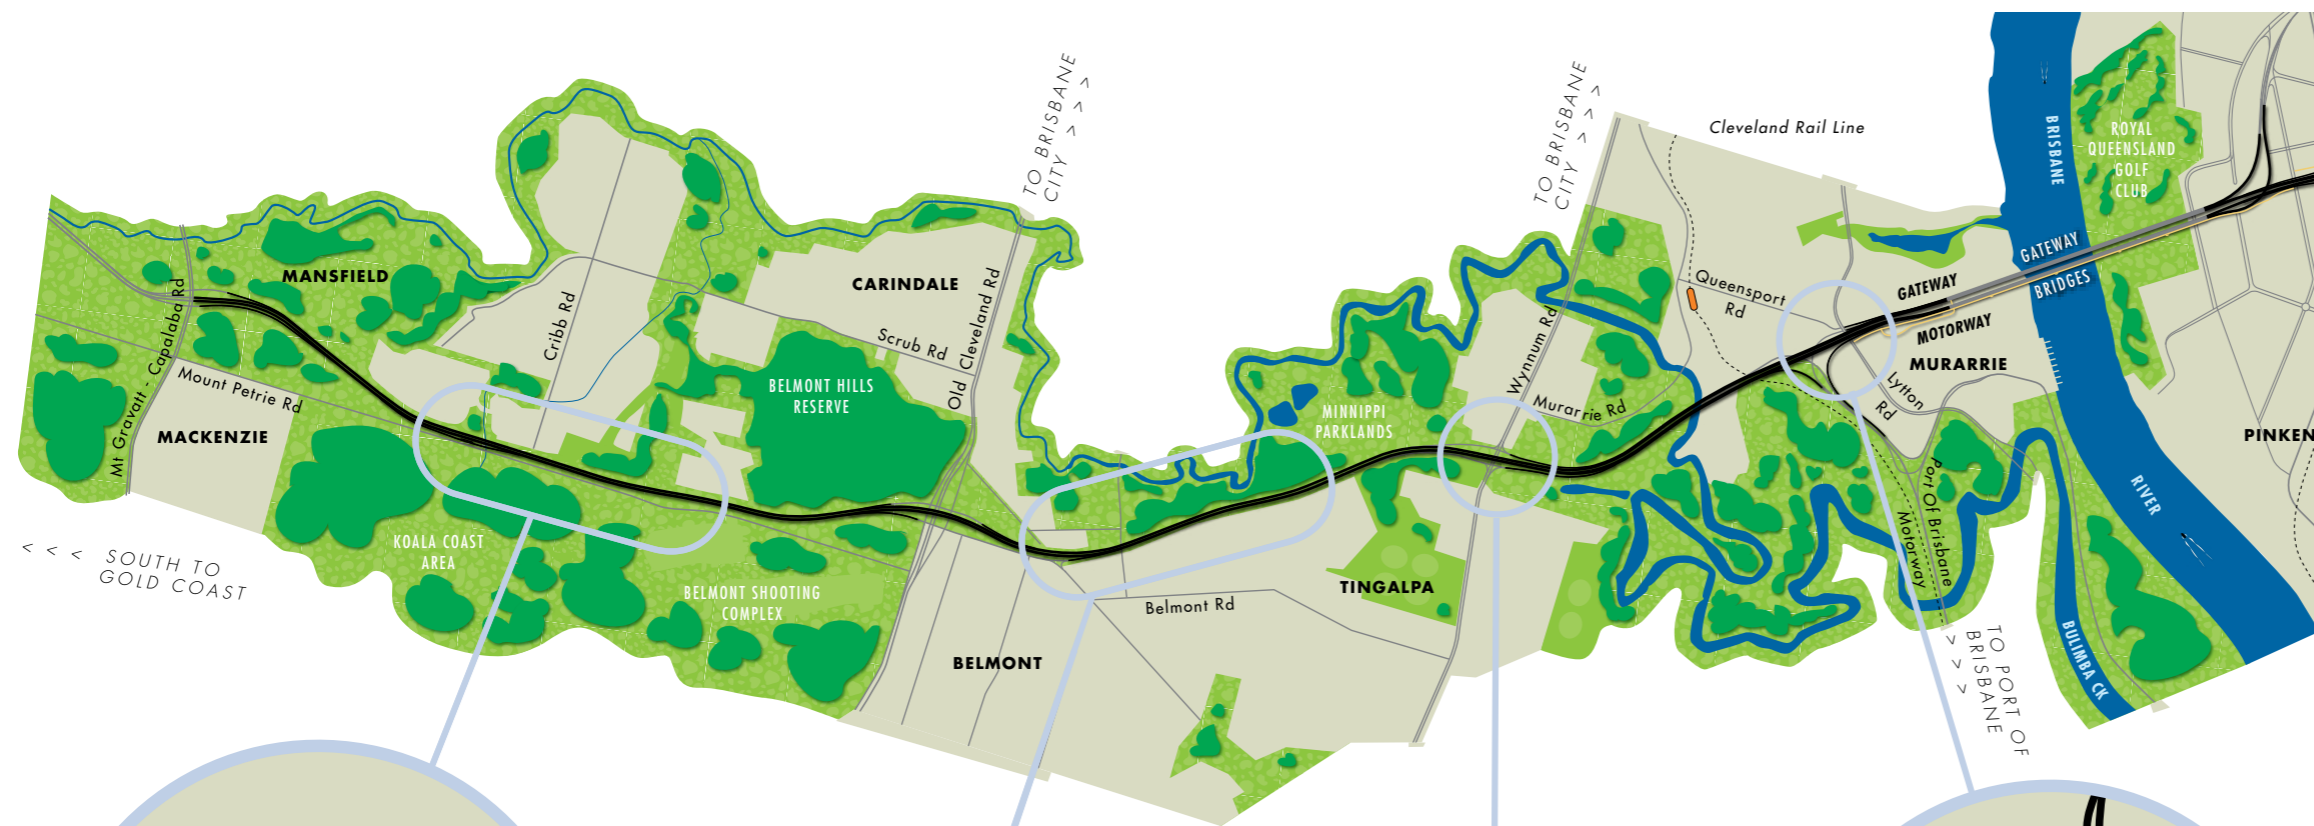 TO BRISBANE
CITY > > > >
TO BRISBANE
CITY > > > >
Cleveland Rail Line
BRISBANE
ROYAL
QUEENSLAND
GOLF
CLUB
MANSFIELD
CARINDALE
Mt Gravatt - Capalaba Rd
Cribb Rd
Scrub Rd
Old Cleveland Rd
Queensport
Rd
GATEWAY
BRIDGES
GATEWAY
MOTORWAY
MURARRIE
Mount Petrie Rd
MACKENZIE
BELMONT HILLS
RESERVE
MINNIPPI
PARKLANDS
Wynnum Rd
Murarrie Rd
Lytton
Rd
PINKEN
RIVER
Port Of Brisbane
Motorway
< < < SOUTH TO
GOLD COAST
KOALA COAST
AREA
BELMONT SHOOTING
COMPLEX
TINGALPA
Belmont Rd
BELMONT
TO PORT OF
BRISBANE
> > > >
BULIMBA CK